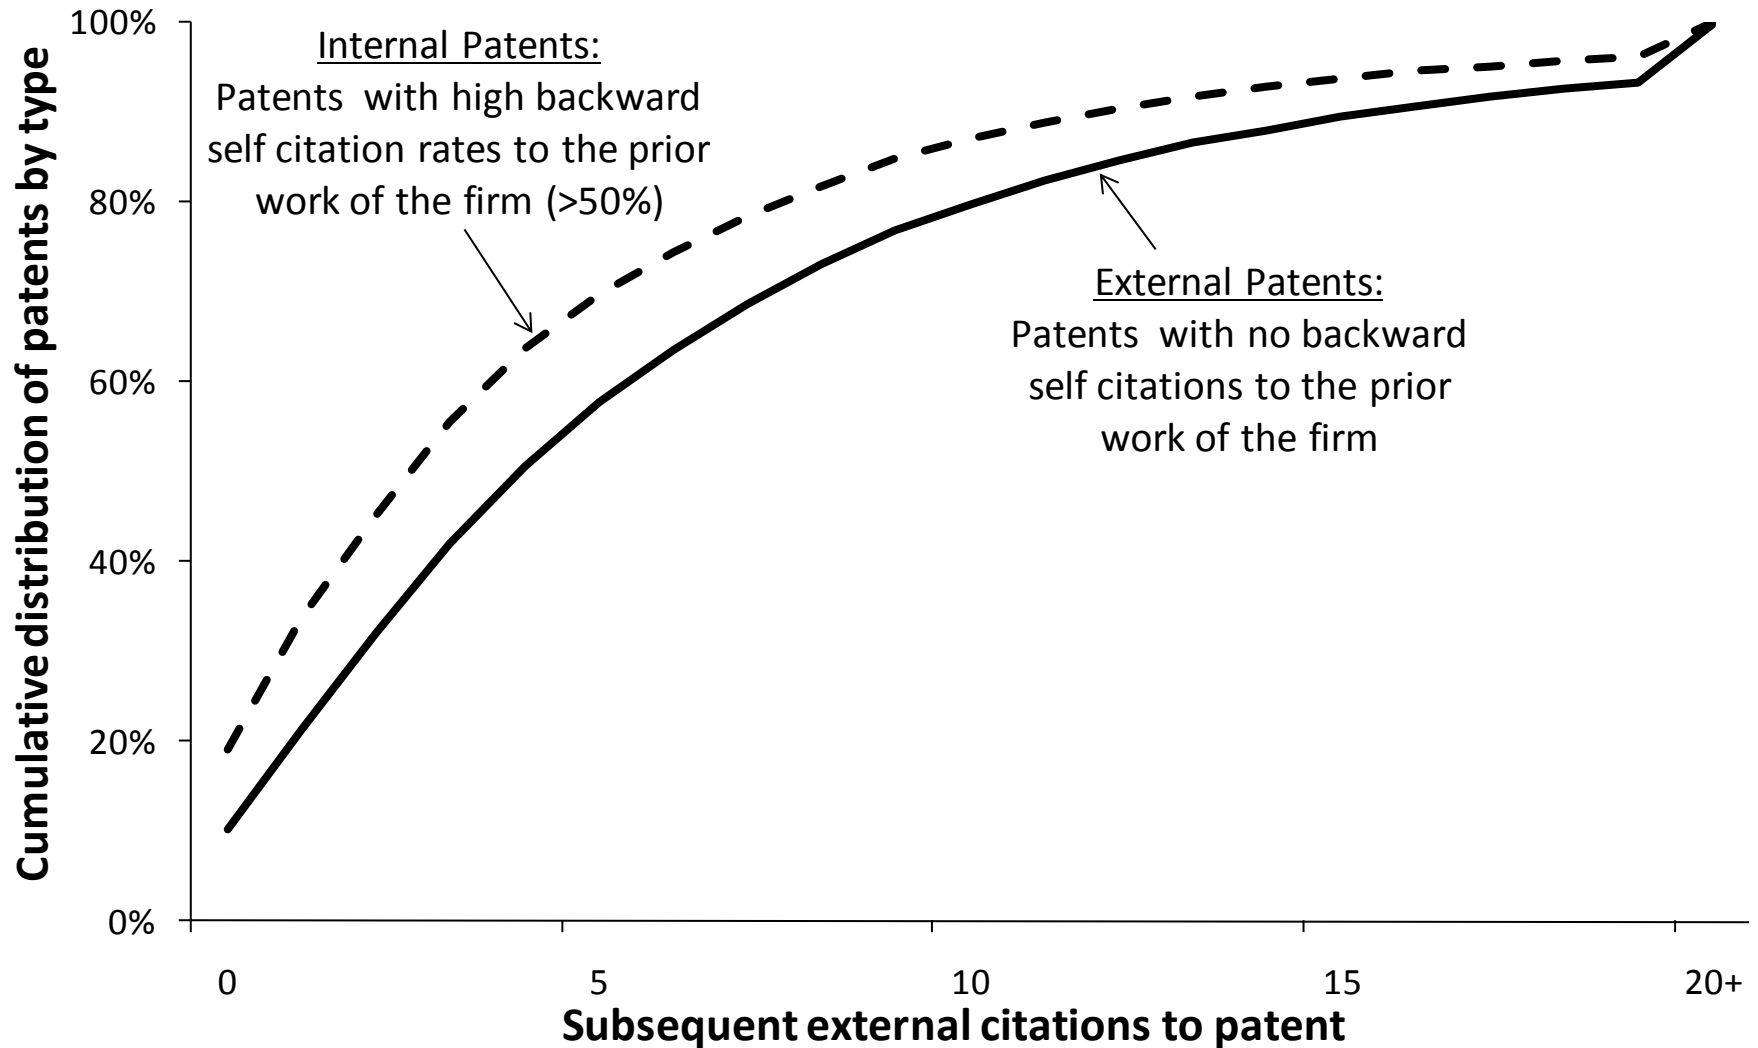 100%
80%
60%
40%
20%
0%
Cumulative distribution of patents by type
Internal Patents:
Patents with high backward
self citation rates to the prior
work of the firm (>50%)
External Patents:
Patents with no backward
self citations to the prior
work of the firm
0 5 10 15 20+
Subsequent external citations to patent